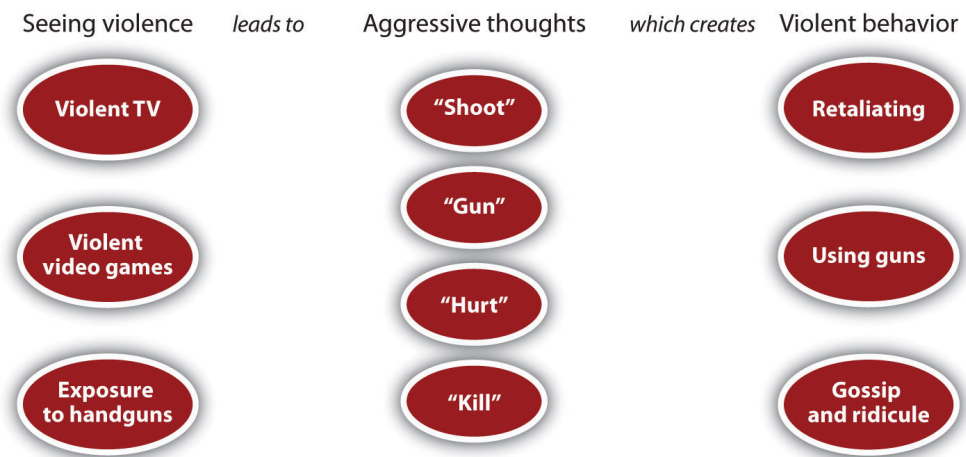 Seeing violence leads to Aggressive thoughts which creates Violent behavior
Violent TV
Violent
video games
Exposure
to handguns
“Shoot”
“Gun”
“Hurt”
“Kill”
Retaliating
Using guns
Gossip
and ridicule